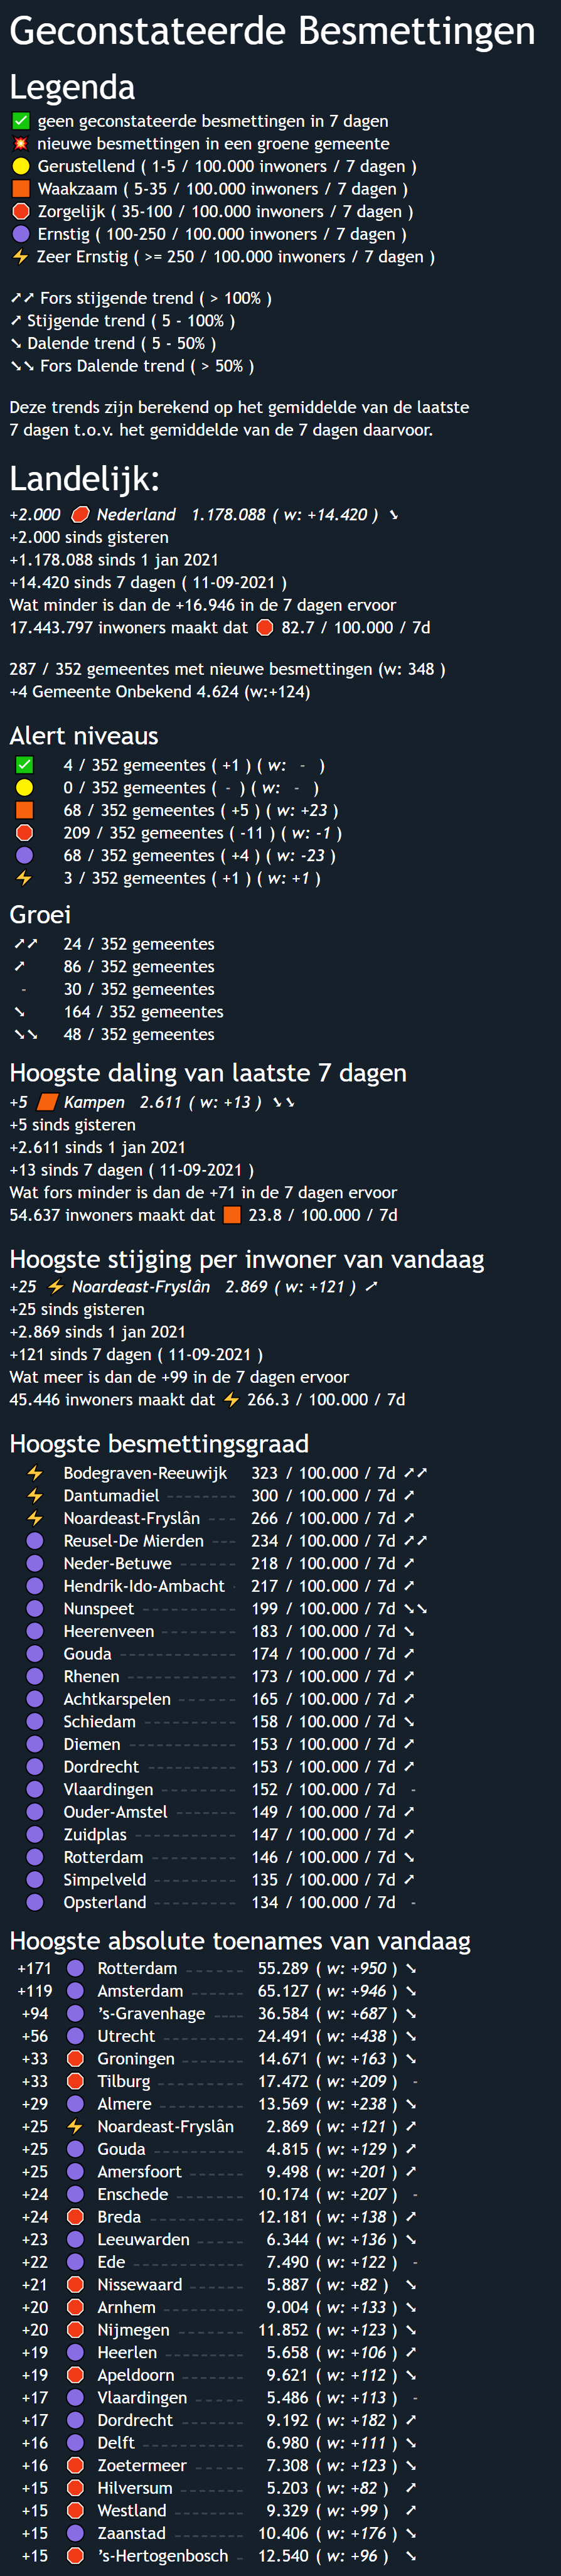 Geconstateerde Besmettingen
Legenda
✅ geen geconstateerde besmettingen in 7 dagen
💥 nieuwe besmettingen in een groene gemeente
🟡 Gerustellend ( 1-5 / 100.000 inwoners / 7 dagen )
🟧 Waakzaam ( 5-35 / 100.000 inwoners / 7 dagen )
🛑 Zorgelijk ( 35-100 / 100.000 inwoners / 7 dagen )
🟣 Ernstig ( 100-250 / 100.000 inwoners / 7 dagen )
⚡ Zeer Ernstig ( >= 250 / 100.000 inwoners / 7 dagen )
➚➚ Fors stijgende trend ( > 100% )
➚ Stijgende trend ( 5 - 100% )
➘ Dalende trend ( 5 - 50% )
➘➘ Fors Dalende trend ( > 50% )
Deze trends zijn berekend op het gemiddelde van de laatste
7 dagen t.o.v. het gemiddelde van de 7 dagen daarvoor.
Landelijk:
+2.000 🛑 Nederland 1.178.088 ( w: +14.420 ) ➘
+2.000 sinds gisteren
+1.178.088 sinds 1 jan 2021
+14.420 sinds 7 dagen ( 11-09-2021 )
Wat minder is dan de +16.946 in de 7 dagen ervoor
17.443.797 inwoners maakt dat 🛑 82.7 / 100.000 / 7d
287 / 352 gemeentes met nieuwe besmettingen (w: 348 )
+4 Gemeente Onbekend 4.624 (w:+124)
Alert niveaus
✅ 4 / 352 gemeentes ( +1 ) ( w: - )
🟡 0 / 352 gemeentes ( - ) ( w: - )
🟧 68 / 352 gemeentes ( +5 ) ( w: +23 )
🛑 209 / 352 gemeentes ( -11 ) ( w: -1 )
🟣 68 / 352 gemeentes ( +4 ) ( w: -23 )
⚡ 3 / 352 gemeentes ( +1 ) ( w: +1 )
Groei
➚➚ 24 / 352 gemeentes
➚ 86 / 352 gemeentes
- 30 / 352 gemeentes
➘ 164 / 352 gemeentes
➘➘ 48 / 352 gemeentes
Hoogste daling van laatste 7 dagen
+5 🟧 Kampen 2.611 ( w: +13 ) ➘➘
+5 sinds gisteren
+2.611 sinds 1 jan 2021
+13 sinds 7 dagen ( 11-09-2021 )
Wat fors minder is dan de +71 in de 7 dagen ervoor
54.637 inwoners maakt dat 🟧 23.8 / 100.000 / 7d
Hoogste stijging per inwoner van vandaag
+25 ⚡ Noardeast-Fryslân 2.869 ( w: +121 ) ➚
+25 sinds gisteren
+2.869 sinds 1 jan 2021
+121 sinds 7 dagen ( 11-09-2021 )
Wat meer is dan de +99 in de 7 dagen ervoor
45.446 inwoners maakt dat ⚡ 266.3 / 100.000 / 7d
Hoogste besmettingsgraad
⚡ Bodegraven-Reeuwijk 323 / 100.000 / 7d ➚➚
⚡ Dantumadiel 300 / 100.000 / 7d ➚
⚡ Noardeast-Fryslân 266 / 100.000 / 7d ➚
🟣 Reusel-De Mierden 234 / 100.000 / 7d ➚➚
🟣 Neder-Betuwe 218 / 100.000 / 7d ➚
🟣 Hendrik-Ido-Ambacht 217 / 100.000 / 7d ➚
🟣 Nunspeet 199 / 100.000 / 7d ➘➘
🟣 Heerenveen 183 / 100.000 / 7d ➘
🟣 Gouda 174 / 100.000 / 7d ➚
🟣 Rhenen 173 / 100.000 / 7d ➚
🟣 Achtkarspelen 165 / 100.000 / 7d ➚
🟣 Schiedam 158 / 100.000 / 7d ➘
🟣 Diemen 153 / 100.000 / 7d ➚
🟣 Dordrecht 153 / 100.000 / 7d ➚
🟣 Vlaardingen 152 / 100.000 / 7d -
🟣 Ouder-Amstel 149 / 100.000 / 7d ➚
🟣 Zuidplas 147 / 100.000 / 7d ➚
🟣 Rotterdam 146 / 100.000 / 7d ➘
🟣 Simpelveld 135 / 100.000 / 7d ➚
🟣 Opsterland 134 / 100.000 / 7d -
Hoogste absolute toenames van vandaag
+171 🟣 Rotterdam 55.289 ( w: +950 ) ➘
+119 🟣 Amsterdam 65.127 ( w: +946 ) ➘
+94 🟣 's-Gravenhage 36.584 ( w: +687 ) ➘
+56 🟣 Utrecht 24.491 ( w: +438 ) ➘
+33 🛑 Groningen 14.671 ( w: +163 ) ➘
+33 🛑 Tilburg 17.472 ( w: +209 ) -
+29 🟣 Almere 13.569 ( w: +238 ) ➘
+25 ⚡ Noardeast-Fryslân 2.869 ( w: +121 ) ➚
+25 🟣 Gouda 4.815 ( w: +129 ) ➚
+25 🟣 Amersfoort 9.498 ( w: +201 ) ➚
+24 🟣 Enschede 10.174 ( w: +207 ) -
+24 🛑 Breda 12.181 ( w: +138 ) ➚
+23 🟣 Leeuwarden 6.344 ( w: +136 ) ➘
+22 🟣 Ede 7.490 ( w: +122 ) -
+21 🛑 Nissewaard 5.887 ( w: +82 ) ➘
+20 🛑 Arnhem 9.004 ( w: +133 ) ➘
+20 🛑 Nijmegen 11.852 ( w: +123 ) ➘
+19 🟣 Heerlen 5.658 ( w: +106 ) ➚
+19 🛑 Apeldoorn 9.621 ( w: +112 ) ➘
+17 🟣 Vlaardingen 5.486 ( w: +113 ) -
+17 🟣 Dordrecht 9.192 ( w: +182 ) ➚
+16 🟣 Delft 6.980 ( w: +111 ) ➘
+16 🛑 Zoetermeer 7.308 ( w: +123 ) ➘
+15 🛑 Hilversum 5.203 ( w: +82 ) ➚
+15 🛑 Westland 9.329 ( w: +99 ) ➚
+15 🟣 Zaanstad 10.406 ( w: +176 ) ➘
+15 🛑 's-Hertogenbosch 12.540 ( w: +96 ) ➘